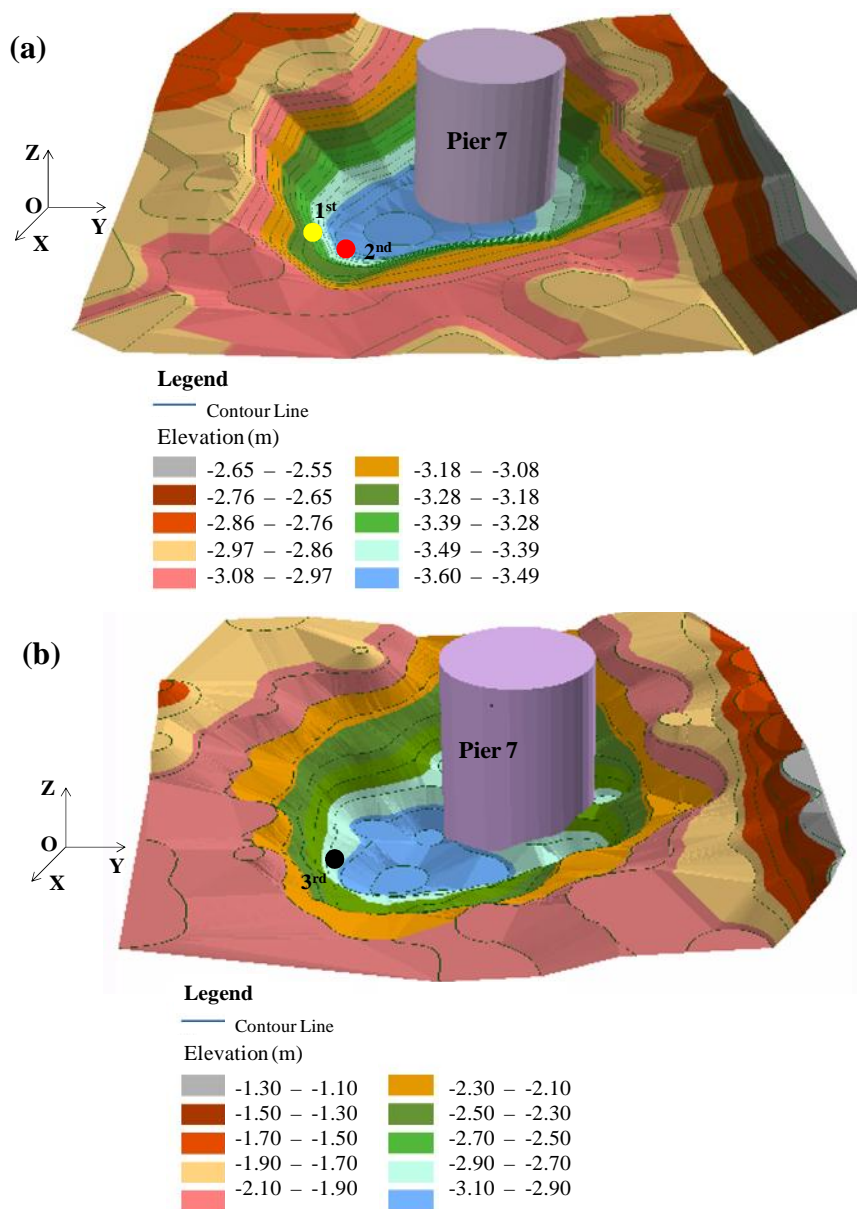 (a)
Pier 7
Z
O
Y
X
1st
2nd
Legend
Contour Line
Elevation (m)
-2.65 – -2.55 -3.18 – -3.08
-2.76 – -2.65 -3.28 – -3.18
-2.86 – -2.76 -3.39 – -3.28
-2.97 – -2.86 -3.49 – -3.39
-3.08 – -2.97 -3.60 – -3.49
(b)
Pier 7
Z
O
Y
X
3rd
Legend
Contour Line
Elevation (m)
-1.30 – -1.10 -2.30 – -2.10
-1.50 – -1.30 -2.50 – -2.30
-1.70 – -1.50 -2.70 – -2.50
-1.90 – -1.70 -2.90 – -2.70
-2.10 – -1.90 -3.10 – -2.90